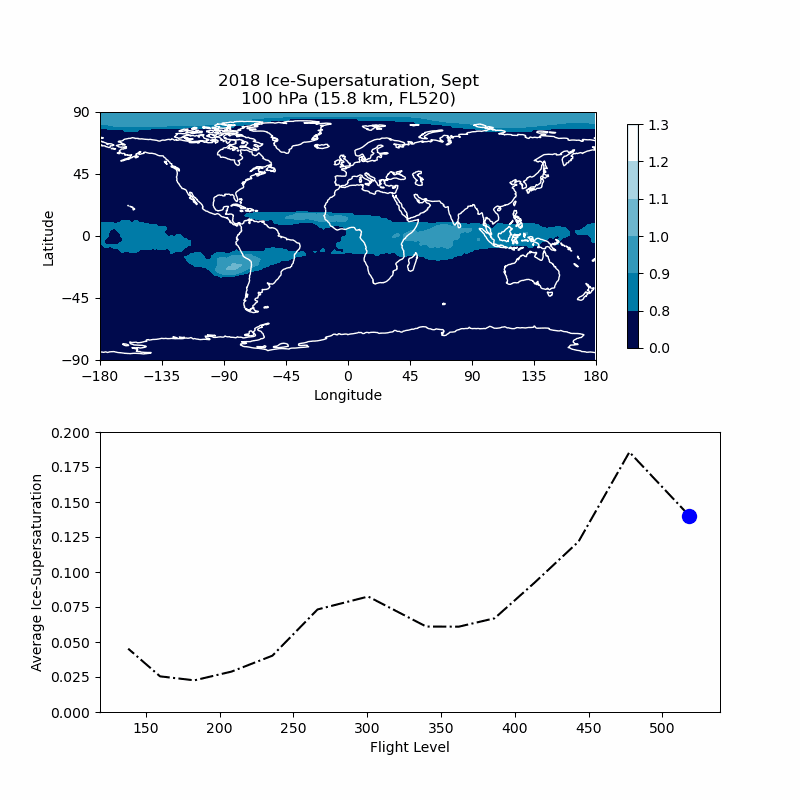 2018 Ice-Supersaturation, Sept
100 hPa (15.8 km, FL520)
90
45
0
−45
−90
Latitude
−180 −135 −90 −45 0 45 90 135 180
Longitude
1.3
1.2
1.1
1.0
0.9
0.8
0.0
0.200
0.175
0.150
0.125
0.100
0.075
0.050
0.025
0.000
Average Ice-Supersaturation
150 200 250 300 350 400 450 500
Flight Level